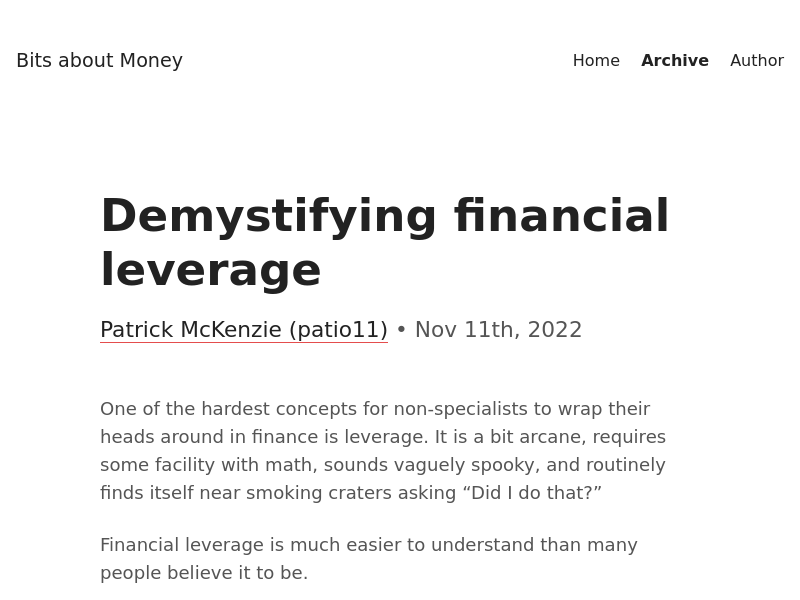 Bits about Money
Home Archive Author
Demystifying financial
leverage
Patrick McKenzie (patio11) • Nov 11th, 2022
One of the hardest concepts for non-specialists to wrap their
heads around in finance is leverage. It is a bit arcane, requires
some facility with math, sounds vaguely spooky, and routinely
finds itself near smoking craters asking “Did I do that?”
Financial leverage is much easier to understand than many
people believe it to be.